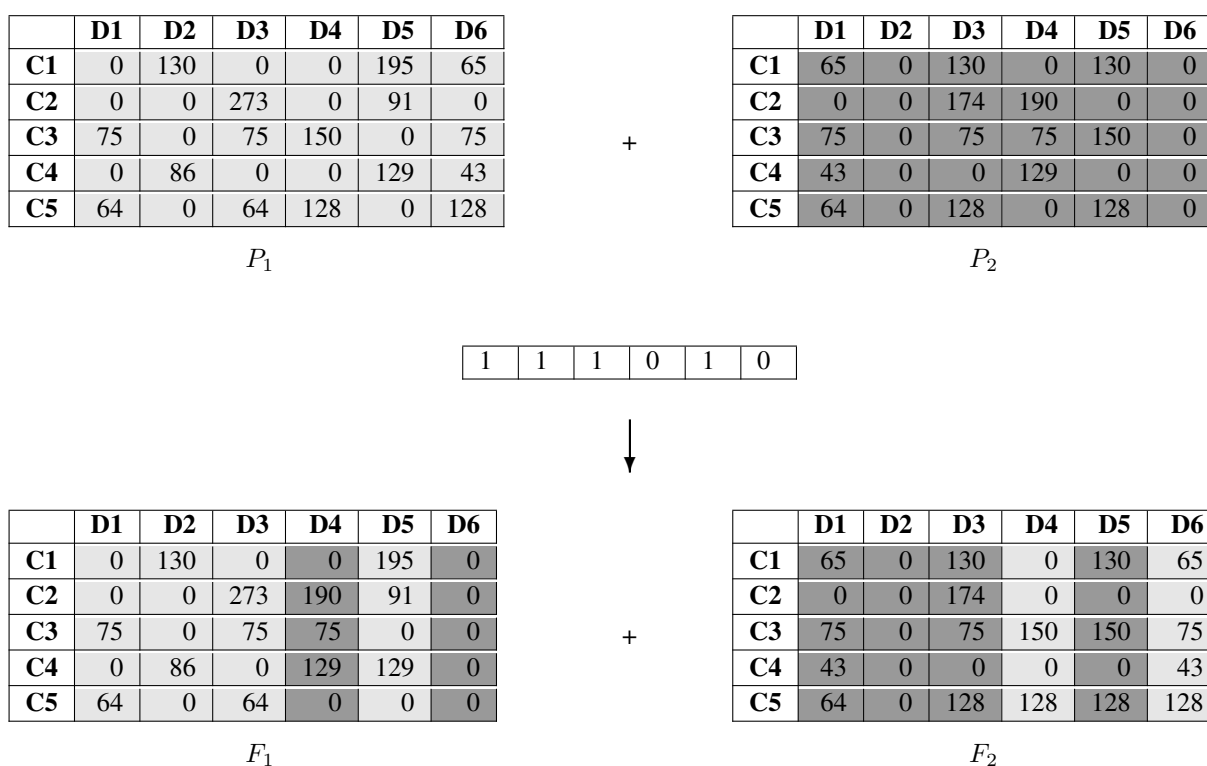 D1 D2 D3 D4 D5 D6 D1 D2 D3 D4 D5 D6
C1 0 130 0 0 195 65 C1 65 0 130 0 130 0
C2 0 0 273 0 91 0 C2 0 0 174 190 0 0
C3 75 0 75 150 0 75 + C3 75 0 75 75 150 0
C4 0 86 0 0 129 43 C4 43 0 0 129 0 0
C5 64 0 64 128 0 128 C5 64 0 128 0 128 0
P1 P2
1 1 1 0 1 0
D1 D2 D3 D4 D5 D6 D1 D2 D3 D4 D5 D6
C1 0 130 0 0 195 0 C1 65 0 130 0 130 65
C2 0 0 273 190 91 0 C2 0 0 174 0 0 0
C3 75 0 75 75 0 0 + C3 75 0 75 150 150 75
C4 0 86 0 129 129 0 C4 43 0 0 0 0 43
C5 64 0 64 0 0 0 C5 64 0 128 128 128 128
F1 F2